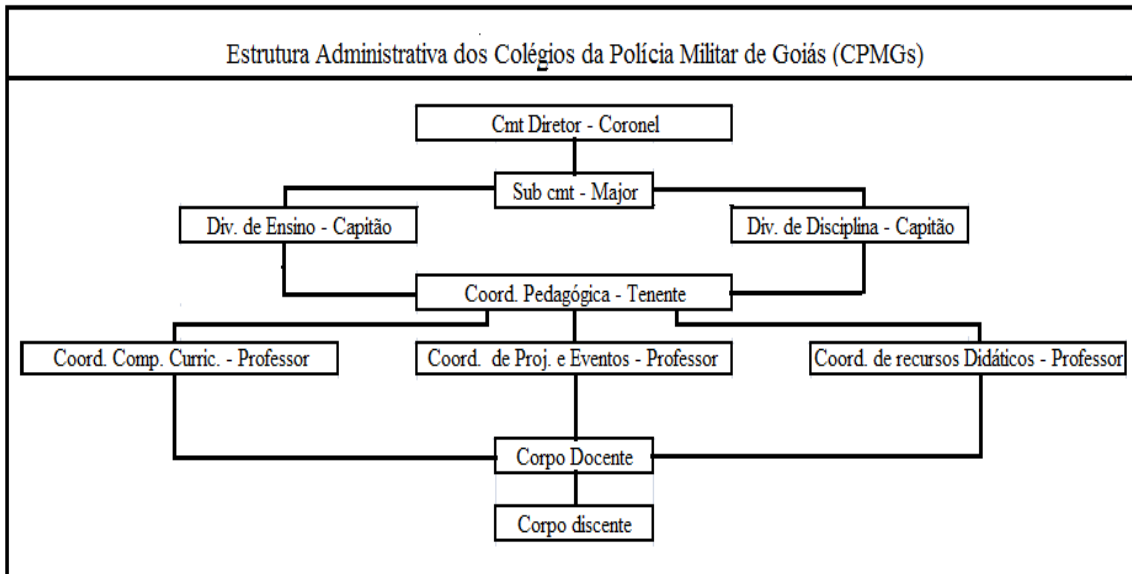 Estrutura Administrativa dos Colégios da Polícia Militar de Goiás (CPMGs)
Cmt Diretor - Coronel
Sub cmt - Major
Div. de Ensino - Capitão
Div. de Disciplina - Capitão
Coord. Pedagógica - Tenente
Coord. Comp. Curric. - Professor
Coord. de Proj. e Eventos - Professor
Coord. de recursos Didáticos - Professor
Corpo Docente
Corpo discente